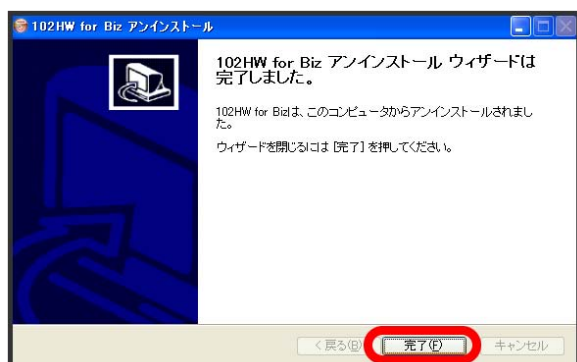 102HW for Biz アンインストール
102HW for Biz アンインストール ウィザードは
完了しました。
102HW for Bizは、このコンピュータからアンインストールされまし
た。
ウィザードを閉じるには [完了] を押してください。
< 戻る(B)
完了(F)
キャンセル